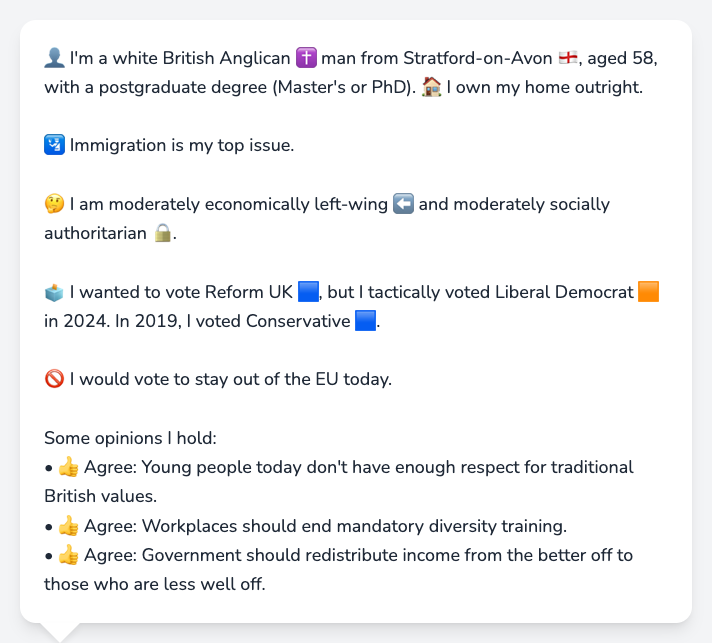 👤 I'm a white British Anglican ✝️ man from Stratford-on-Avon 🏴󠁧󠁢󠁥󠁮󠁧󠁿, aged 58,
with a postgraduate degree (Master's or PhD). 🏠 I own my home outright.
🛂 Immigration is my top issue.
🤔 I am moderately economically left-wing ⬅️ and moderately socially
authoritarian 🔒.
🗳️ I wanted to vote Reform UK 🟦, but I tactically voted Liberal Democrat 🟧
in 2024. In 2019, I voted Conservative 🟦.
🚫 I would vote to stay out of the EU today.
Some opinions I hold:
• 👍 Agree: Young people today don't have enough respect for traditional
British values.
• 👍 Agree: Workplaces should end mandatory diversity training.
• 👍 Agree: Government should redistribute income from the better off to
those who are less well off.